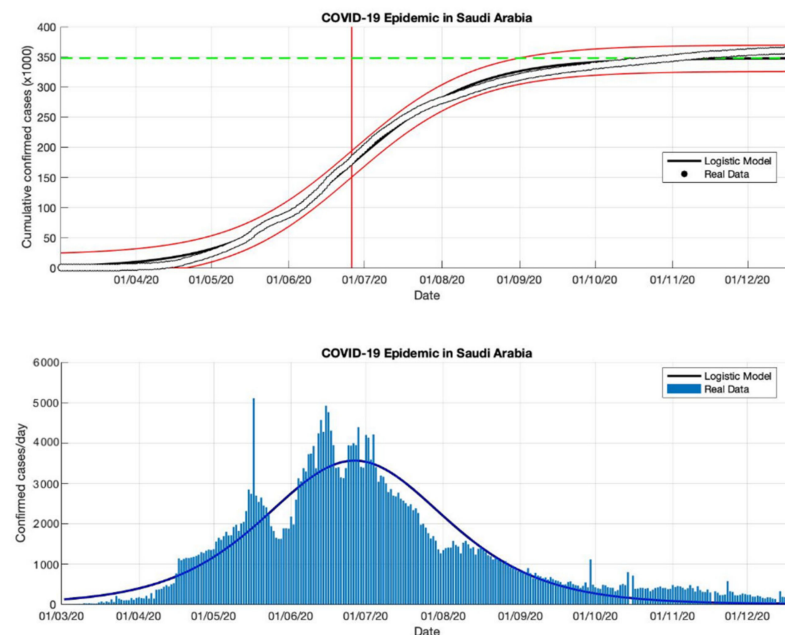 COVID-19 Epidemic in Saudi Arabia
400
350
300
250
200
150
100
50
0
Cumulative confirmed cases (x1000)
Logistic Model
Real Data
01/04/20 01/05/20 01/06/20 01/07/20 01/08/20 01/09/20 01/10/20 01/11/20 01/12/20
Date
COVID-19 Epidemic in Saudi Arabia
6000
5000
4000
3000
2000
1000
0
Confirmed cases/day
Logistic Model
Real Data
01/03/20 01/04/20 01/05/20 01/06/20 01/07/20 01/08/20 01/09/20 01/10/20 01/11/20 01/12/20
Date